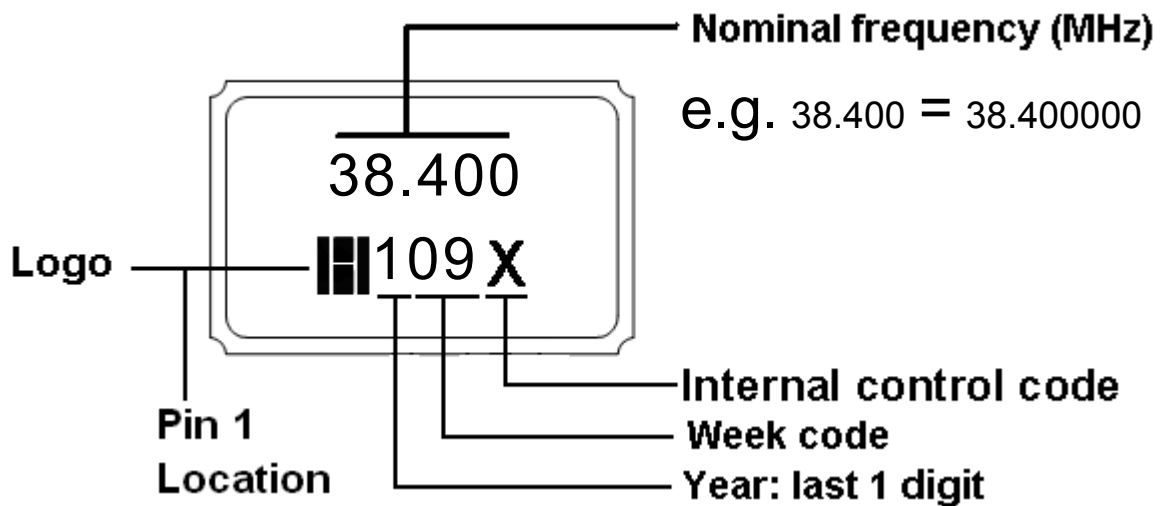 Nominal frequency (MHz)
e.g. 38.400 = 38.400000
38.400
109 X
Logo
Internal control code
Pin 1
Location
Week code
Year: last 1 digit